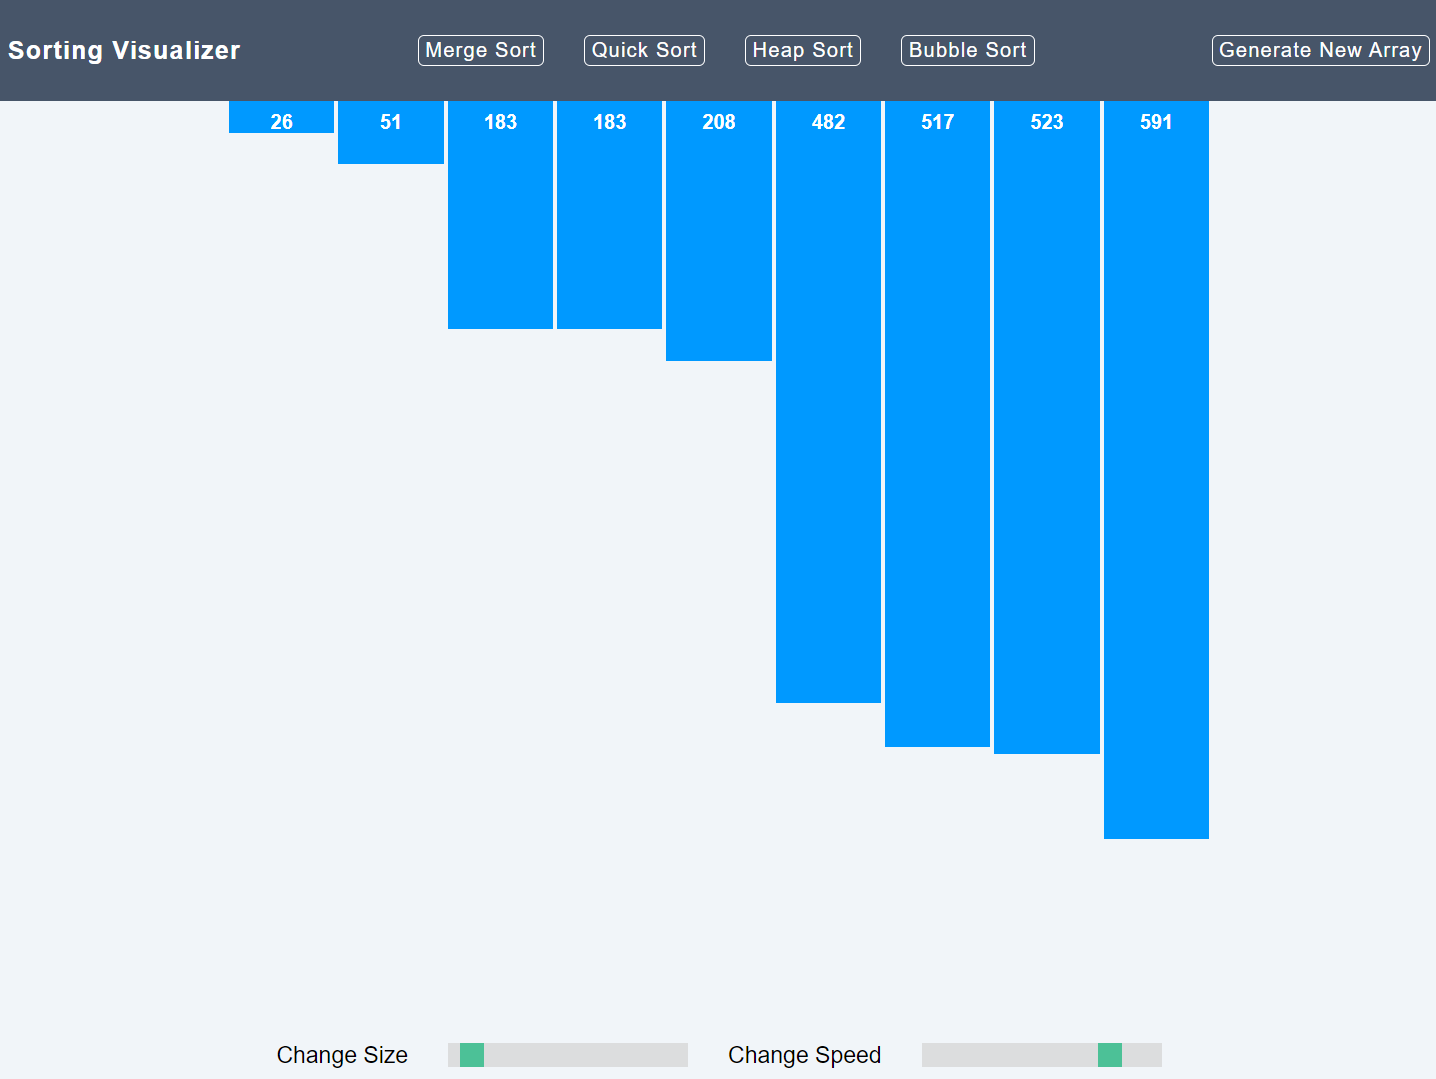 Sorting Visualizer
Merge Sort
Quick Sort
Heap Sort
Bubble Sort
Generate New Array
26 51 183 183 208 482 517 523 591
Change Size
Change Speed